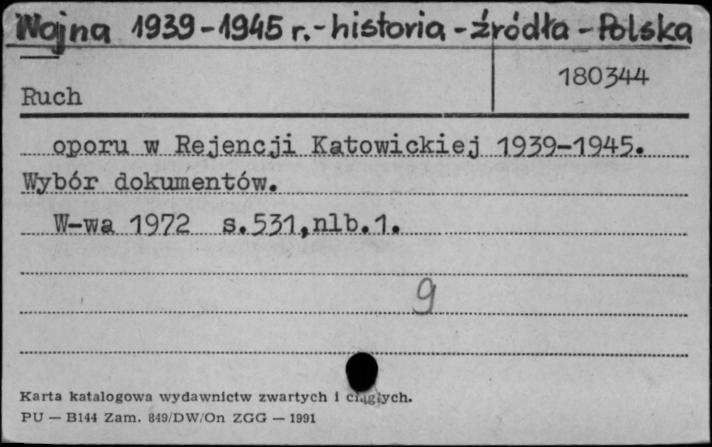 Wojna 1939-1945 r.-historia-źródła-Polska
180344
Ruch
oporu w Rejencji Katowickiej 1939-1945.
Wybór dokumentów.
W-wa 1972 s.531,nlb.1.
9
Karta katalogowa wydawnictw zwartych i ciągłych.
PU — B144 Zam. 849/DW/On ZGG — 1991